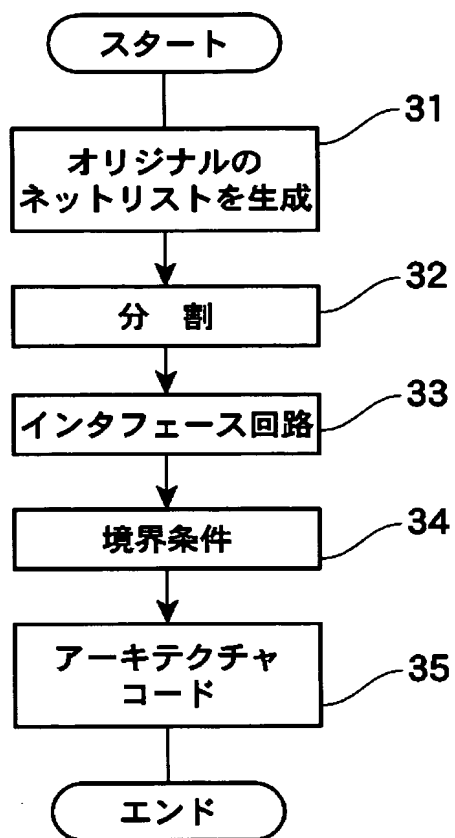 スタート
31
オリジナルの
ネットリストを生成
32
分　割
33
インタフェース回路
34
境界条件
35
アーキテクチャ
コード
エンド